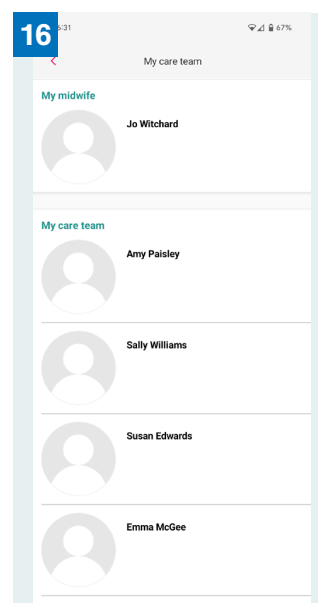 16
6:31
67%
My care team
My midwife
Jo Witchard
My care team
Amy Paisley
Sally Williams
Susan Edwards
Emma McGee